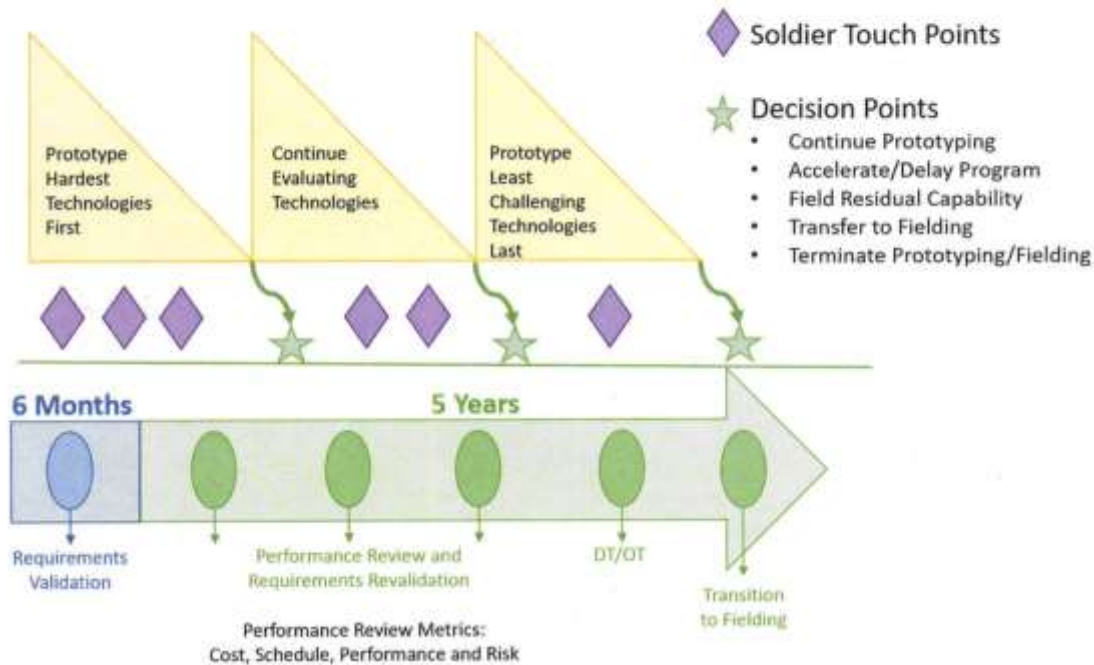 Soldier Touch Points
Decision Points
• Continue Prototyping
• Accelerate/Delay Program
• Field Residual Capability
• Transfer to Fielding
• Terminate Prototyping/Fielding
Prototype
Hardest
Technologies
First
Continue
Evaluating
Technologies
Prototype
Least
Challenging
Technologies
Last
6 Months
5 Years
Requirements
Validation
Performance Review and
Requirements Revalidation
DT/OT
Transition
to Fielding
Performance Review Metrics:
Cost, Schedule, Performance and Risk